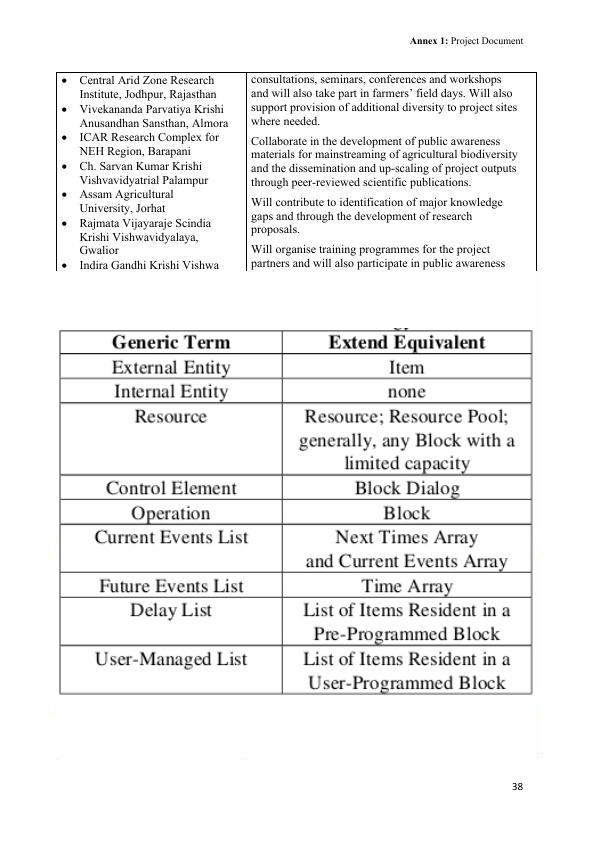 Annex 1: Project Document
• Central Arid Zone Research
Institute, Jodhpur, Rajasthan
• Vivekananda Parvatiya Krishi
Anusandhan Sansthan, Almora
• ICAR Research Complex for
NEH Region, Barapani
• Ch. Sarvan Kumar Krishi
Vishvavidyatrial Palampur
• Assam Agricultural
University, Jorhat
• Rajmata Vijayaraje Scindia
Krishi Vishwavidyalaya,
Gwalior
• Indira Gandhi Krishi Vishwa
consultations, seminars, conferences and workshops
and will also take part in farmers’ field days. Will also
support provision of additional diversity to project sites
where needed.
Collaborate in the development of public awareness
materials for mainstreaming of agricultural biodiversity
and the dissemination and up-scaling of project outputs
through peer-reviewed scientific publications.
Will contribute to identification of major knowledge
gaps and through the development of research
proposals.
Will organise training programmes for the project
partners and will also participate in public awareness
Generic Term Extend Equivalent
External Entity Item
Internal Entity none
Resource Resource; Resource Pool;
generally, any Block with a
limited capacity
Control Element Block Dialog
Operation Block
Current Events List Next Times Array
and Current Events Array
Future Events List Time Array
Delay List List of Items Resident in a
Pre-Programmed Block
User-Managed List List of Items Resident in a
User-Programmed Block
38